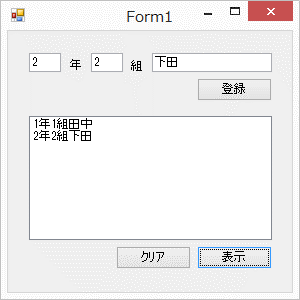 Form1
2 年 2 組 下田
登録
1年1組田中
2年2組下田
クリア 表示